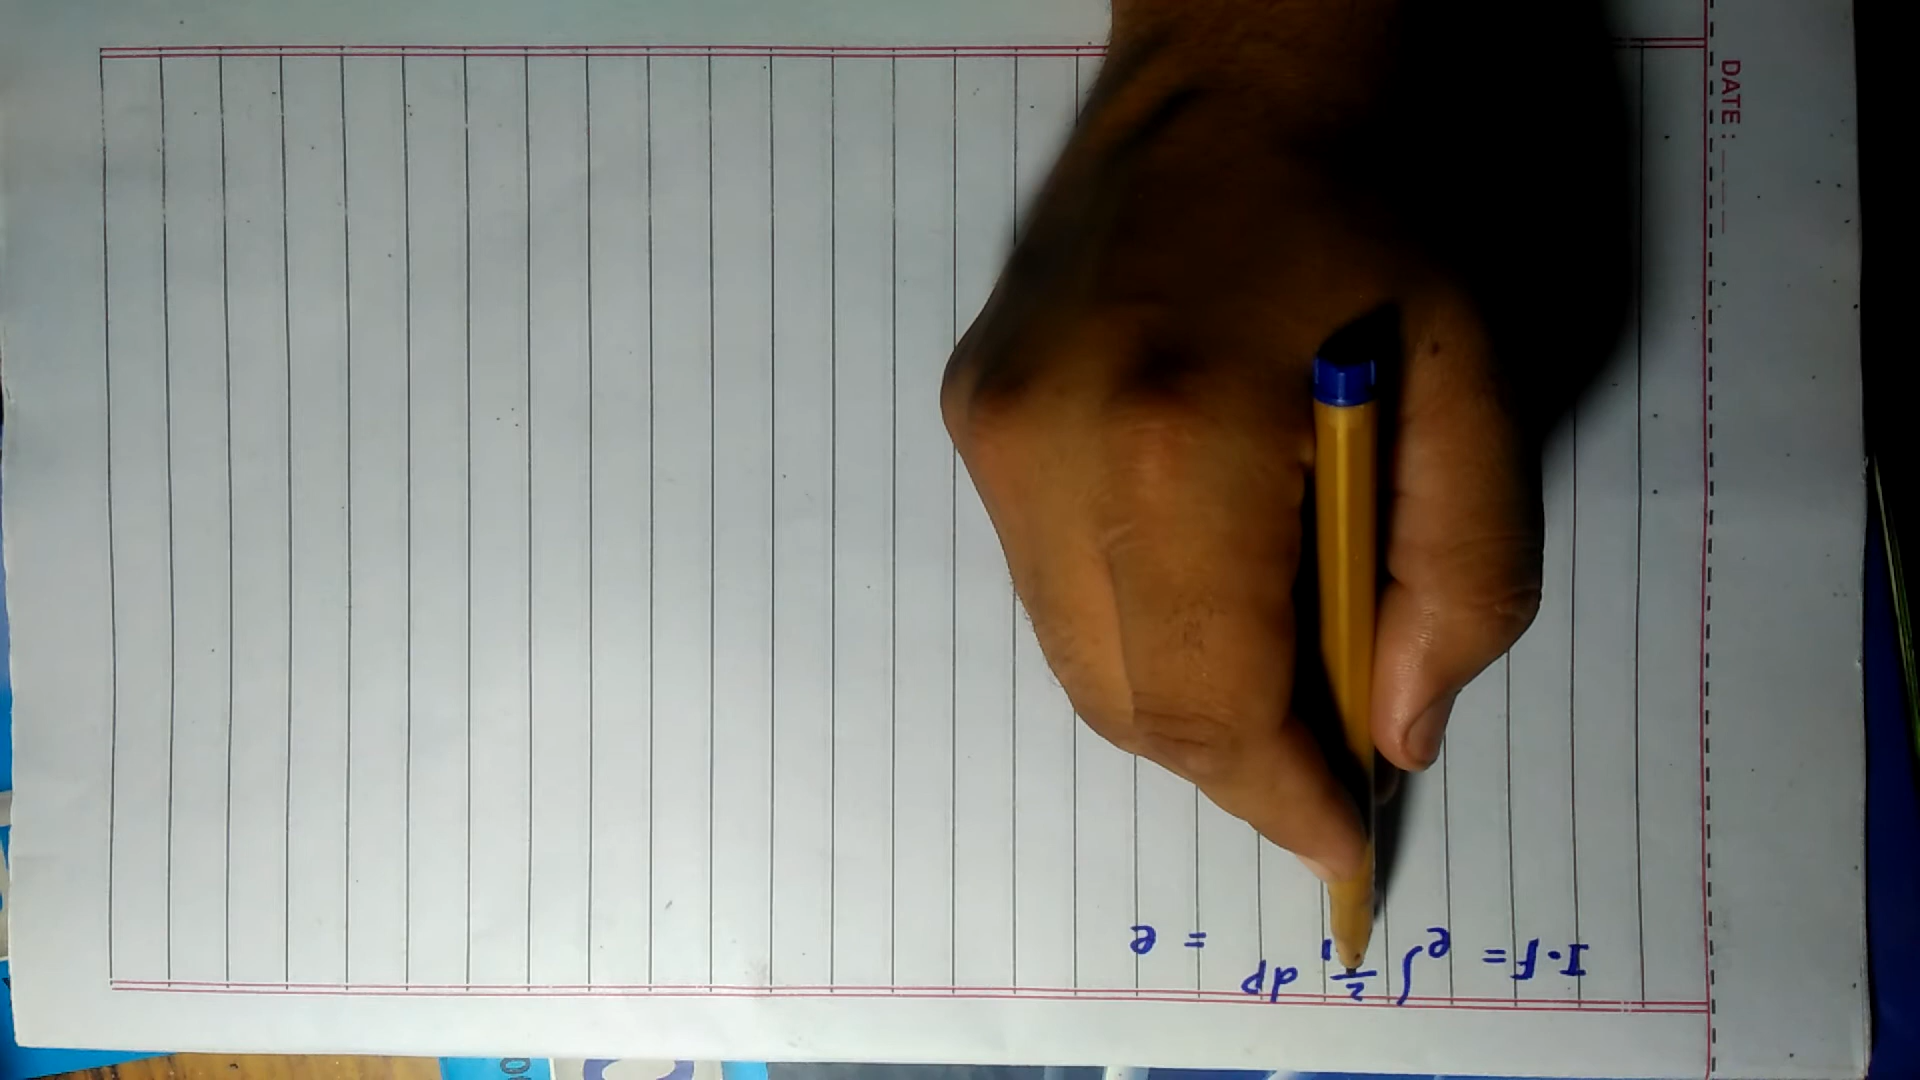 I.F = e^∫ 2/ dp = e
DATE :